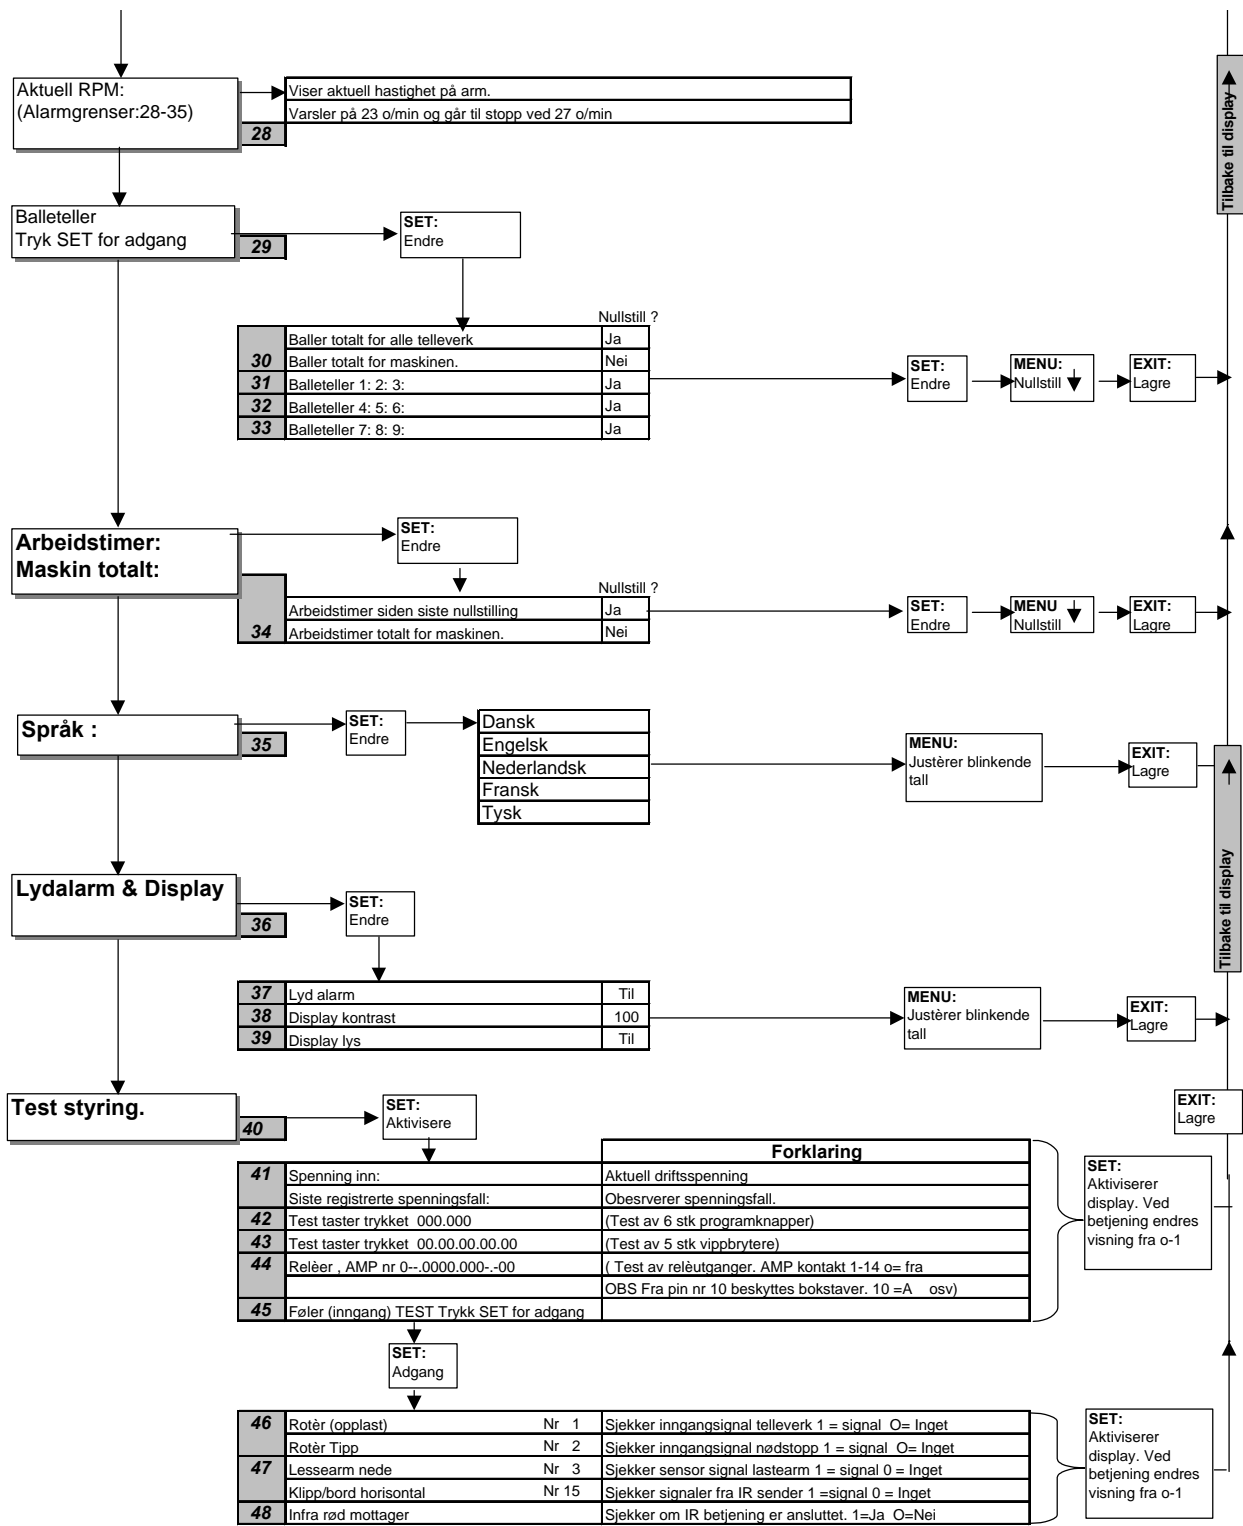 Aktuell RPM:
(Alarmgrenser:28-35)
28
Viser aktuell hastighet på arm.
Varsler på 23 o/min og går til stopp ved 27 o/min
Tilbake til display
Balleteller
Tryk SET for adgang
29
SET:
Endre
Nullstill ?
Baller totalt for alle telleverk Ja
30 Baller totalt for maskinen. Nei
31 Balleteller 1: 2: 3: Ja
32 Balleteller 4: 5: 6: Ja
33 Balleteller 7: 8: 9: Ja
SET:
Endre
MENU:
Nullstill
EXIT:
Lagre
Arbeidstimer:
Maskin totalt:
SET:
Endre
Nullstill ?
Arbeidstimer siden siste nullstilling Ja
34 Arbeidstimer totalt for maskinen. Nei
SET:
Endre
MENU
Nullstill
EXIT:
Lagre
Språk :
35
SET:
Endre
Dansk
Engelsk
Nederlandsk
Fransk
Tysk
MENU:
Justèrer blinkende
tall
EXIT:
Lagre
Tilbake til display
Lydalarm & Display
36
SET:
Endre
37 Lyd alarm Til
38 Display kontrast 100
39 Display lys Til
MENU:
Justèrer blinkende
tall
EXIT:
Lagre
Test styring.
40
SET:
Aktivisere
EXIT:
Lagre
Forklaring
41 Spenning inn: Aktuell driftsspenning
Siste registrerte spenningsfall: Obesrverer spenningsfall.
42 Test taster trykket 000.000 (Test av 6 stk programknapper)
43 Test taster trykket 00.00.00.00.00 (Test av 5 stk vippbrytere)
44 Relèer , AMP nr 0--.0000.000-.-00 ( Test av relèutganger. AMP kontakt 1-14 o= fra
OBS Fra pin nr 10 beskyttes bokstaver. 10 =A osv)
45 Føler (inngang) TEST Trykk SET for adgang
SET:
Aktiviserer
display. Ved
betjening endres
visning fra o-1
SET:
Adgang
46 Rotèr (opplast) Nr 1 Sjekker inngangsignal telleverk 1 = signal O= Inget
Rotèr Tipp Nr 2 Sjekker inngangsignal nødstopp 1 = signal O= Inget
47 Lessearm nede Nr 3 Sjekker sensor signal lastearm 1 = signal 0 = Inget
Klipp/bord horisontal Nr 15 Sjekker signaler fra IR sender 1 =signal 0 = Inget
48 Infra rød mottager Sjekker om IR betjening er ansluttet. 1=Ja O=Nei
SET:
Aktiviserer
display. Ved
betjening endres
visning fra o-1